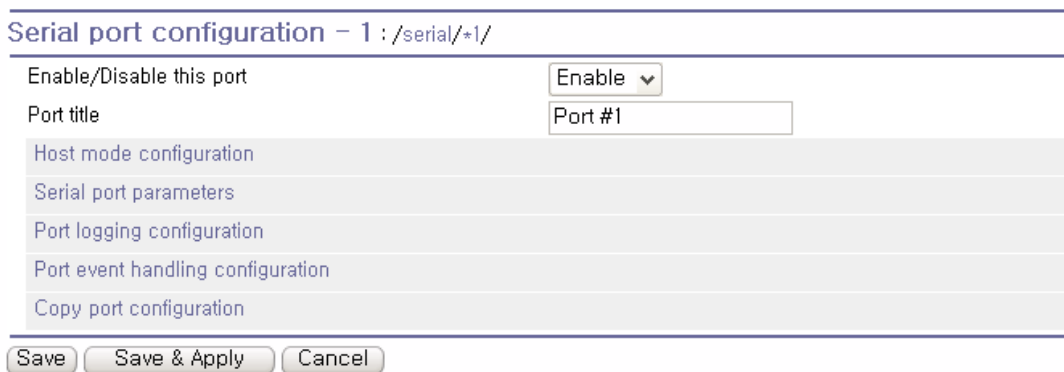 Serial port configuration - 1 : /serial/*1/
Enable/Disable this port Enable
Port title Port #1
Host mode configuration
Serial port parameters
Port logging configuration
Port event handling configuration
Copy port configuration
Save Save & Apply Cancel